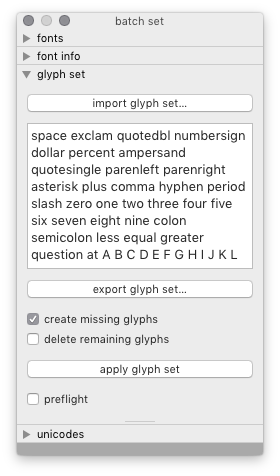 batch set
fonts
font info
glyph set
import glyph set...
space exclam quotedbl numbersign
dollar percent ampersand
quotesingle parenleft parenright
asterisk plus comma hyphen period
slash zero one two three four five
six seven eight nine colon
semicolon less equal greater
question at A B C D E F G H I J K L
export glyph set...
create missing glyphs
delete remaining glyphs
apply glyph set
preflight
unicodes